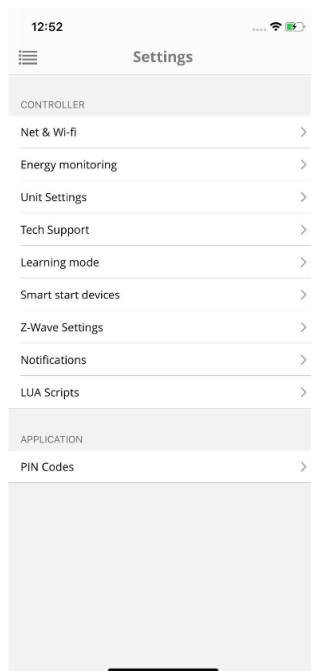 12:52
Settings
CONTROLLER
Net & Wi-fi
Energy monitoring
Unit Settings
Tech Support
Learning mode
Smart start devices
Z-Wave Settings
Notifications
LUA Scripts
APPLICATION
PIN Codes